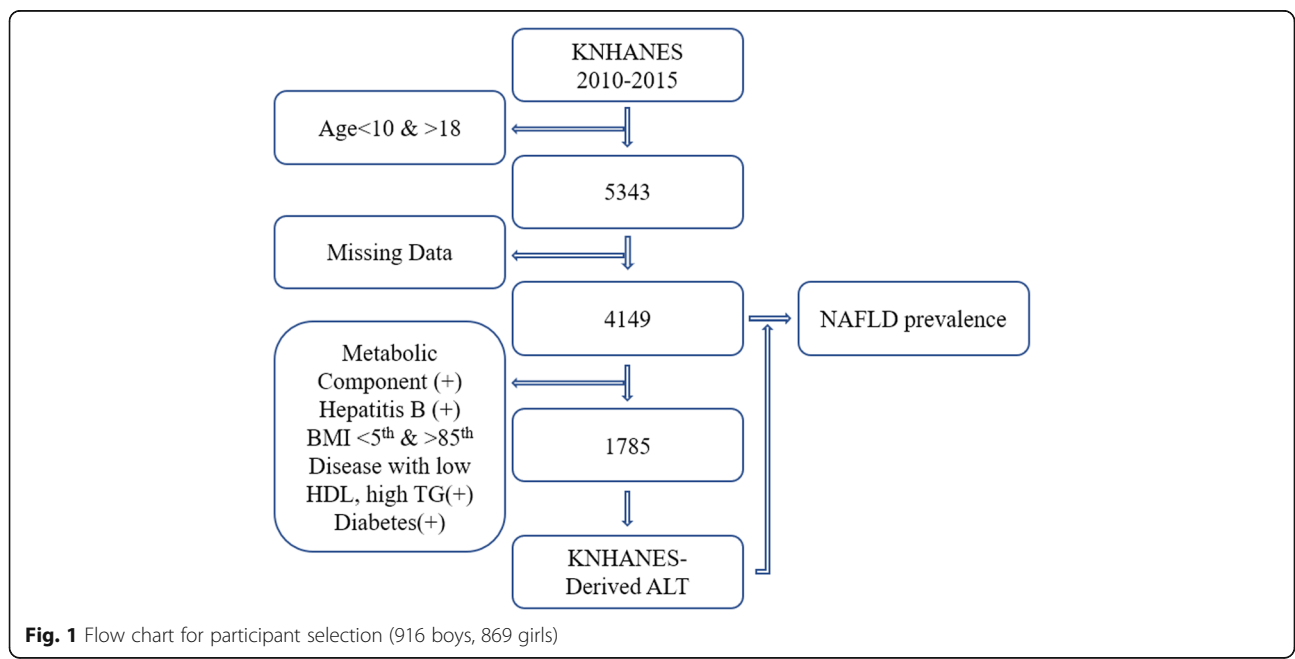 KNHANES
2010-2015
Age<10 & >18
5343
Missing Data
4149
NAFLD prevalence
Metabolic
Component (+)
Hepatitis B (+)
BMI <5th & >85th
Disease with low
HDL, high TG(+)
Diabetes(+)
1785
KNHANES-
Derived ALT
Fig. 1 Flow chart for participant selection (916 boys, 869 girls)